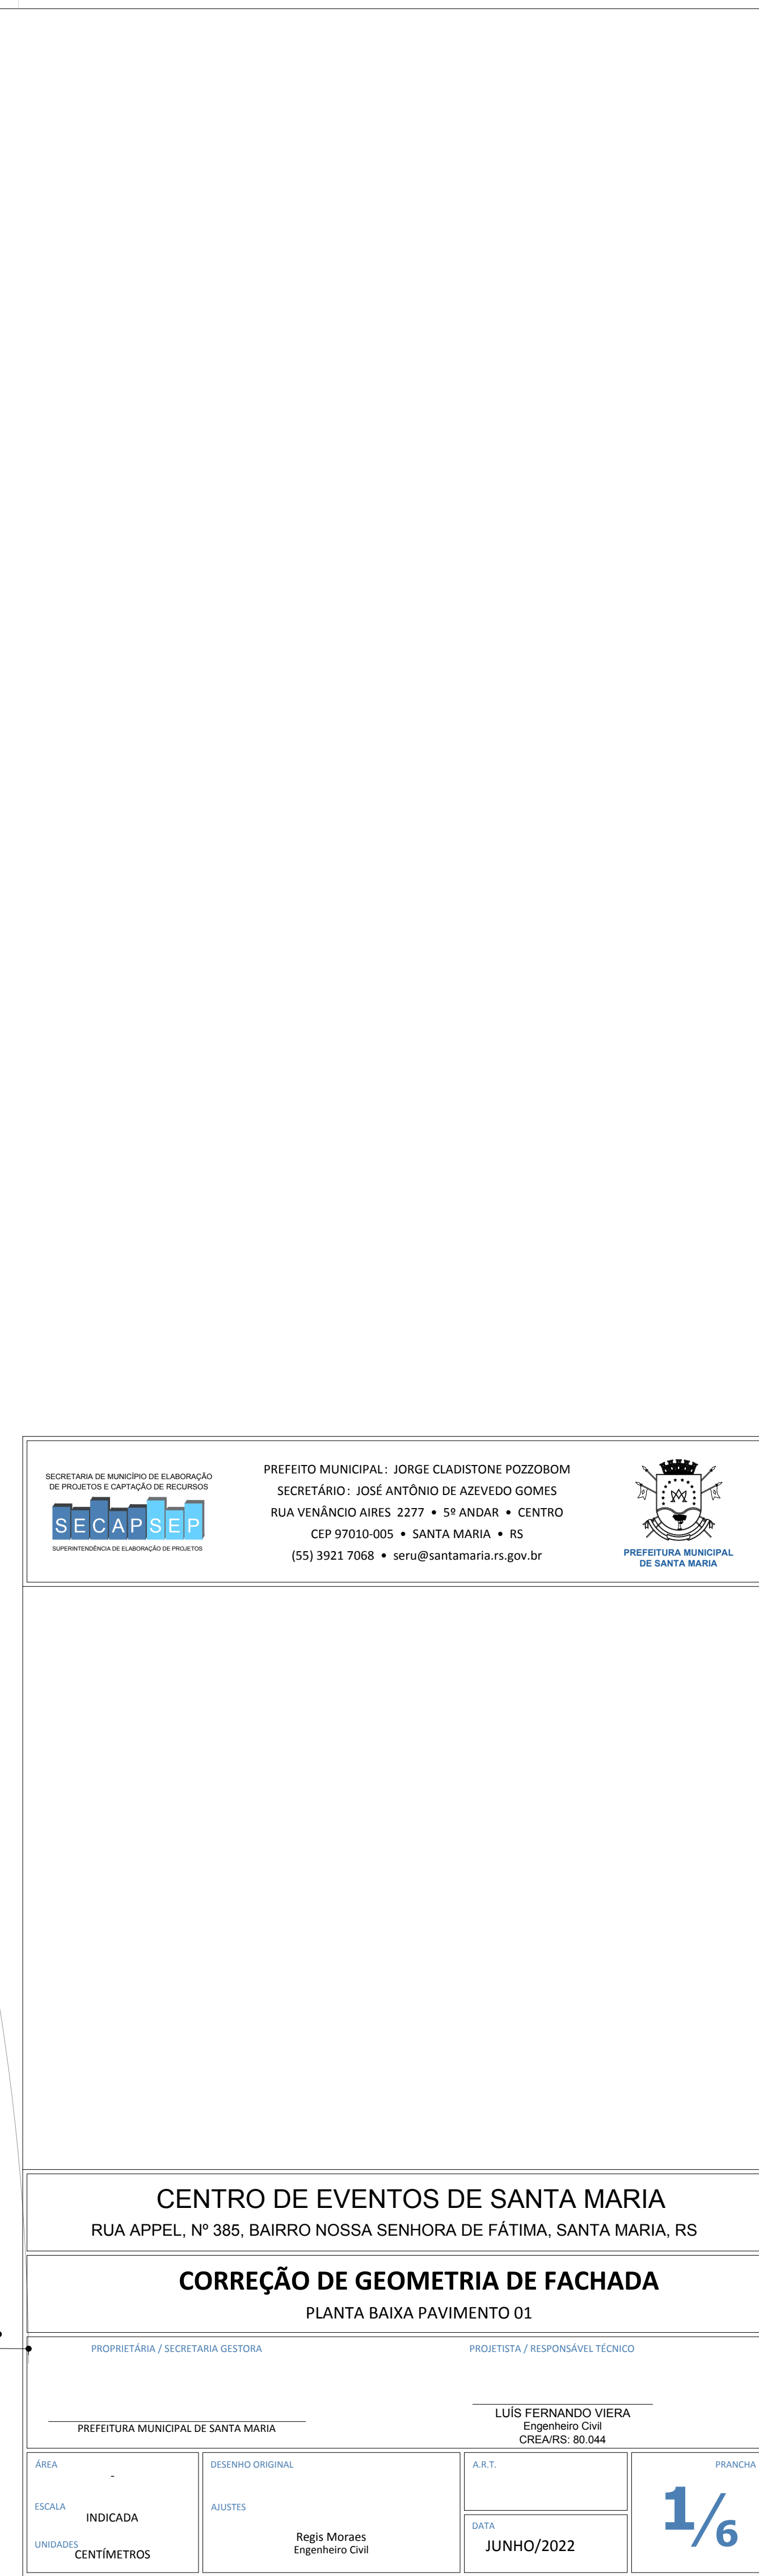 SECRETARIA DE MUNICÍPIO DE ELABORAÇÃO
DE PROJETOS E CAPTAÇÃO DE RECURSOS
SECAPSEP
SUPERINTENDÊNCIA DE ELABORAÇÃO DE PROJETOS
PREFEITO MUNICIPAL: JORGE CLADISTONE POZZOBOM
SECRETÁRIO: JOSÉ ANTÔNIO DE AZEVEDO GOMES
RUA VENÂNCIO AIRES 2277 • 5º ANDAR • CENTRO
CEP 97010-005 • SANTA MARIA • RS
(55) 3921 7068 • seru@santamaria.rs.gov.br
PREFEITURA MUNICIPAL
DE SANTA MARIA
CENTRO DE EVENTOS DE SANTA MARIA
RUA APPEL, Nº 385, BAIRRO NOSSA SENHORA DE FÁTIMA, SANTA MARIA, RS
CORREÇÃO DE GEOMETRIA DE FACHADA
PLANTA BAIXA PAVIMENTO 01
PROPRIETÁRIA / SECRETARIA GESTORA
PREFEITURA MUNICIPAL DE SANTA MARIA
PROJETISTA / RESPONSÁVEL TÉCNICO
LUÍS FERNANDO VIERA
Engenheiro Civil
CREA/RS: 80.044
ÁREA
-
ESCALA
INDICADA
UNIDADES
CENTÍMETROS
DESENHO ORIGINAL
AJUSTES
Regis Moraes
Engenheiro Civil
A.R.T.
DATA
JUNHO/2022
PRANCHA
1/6